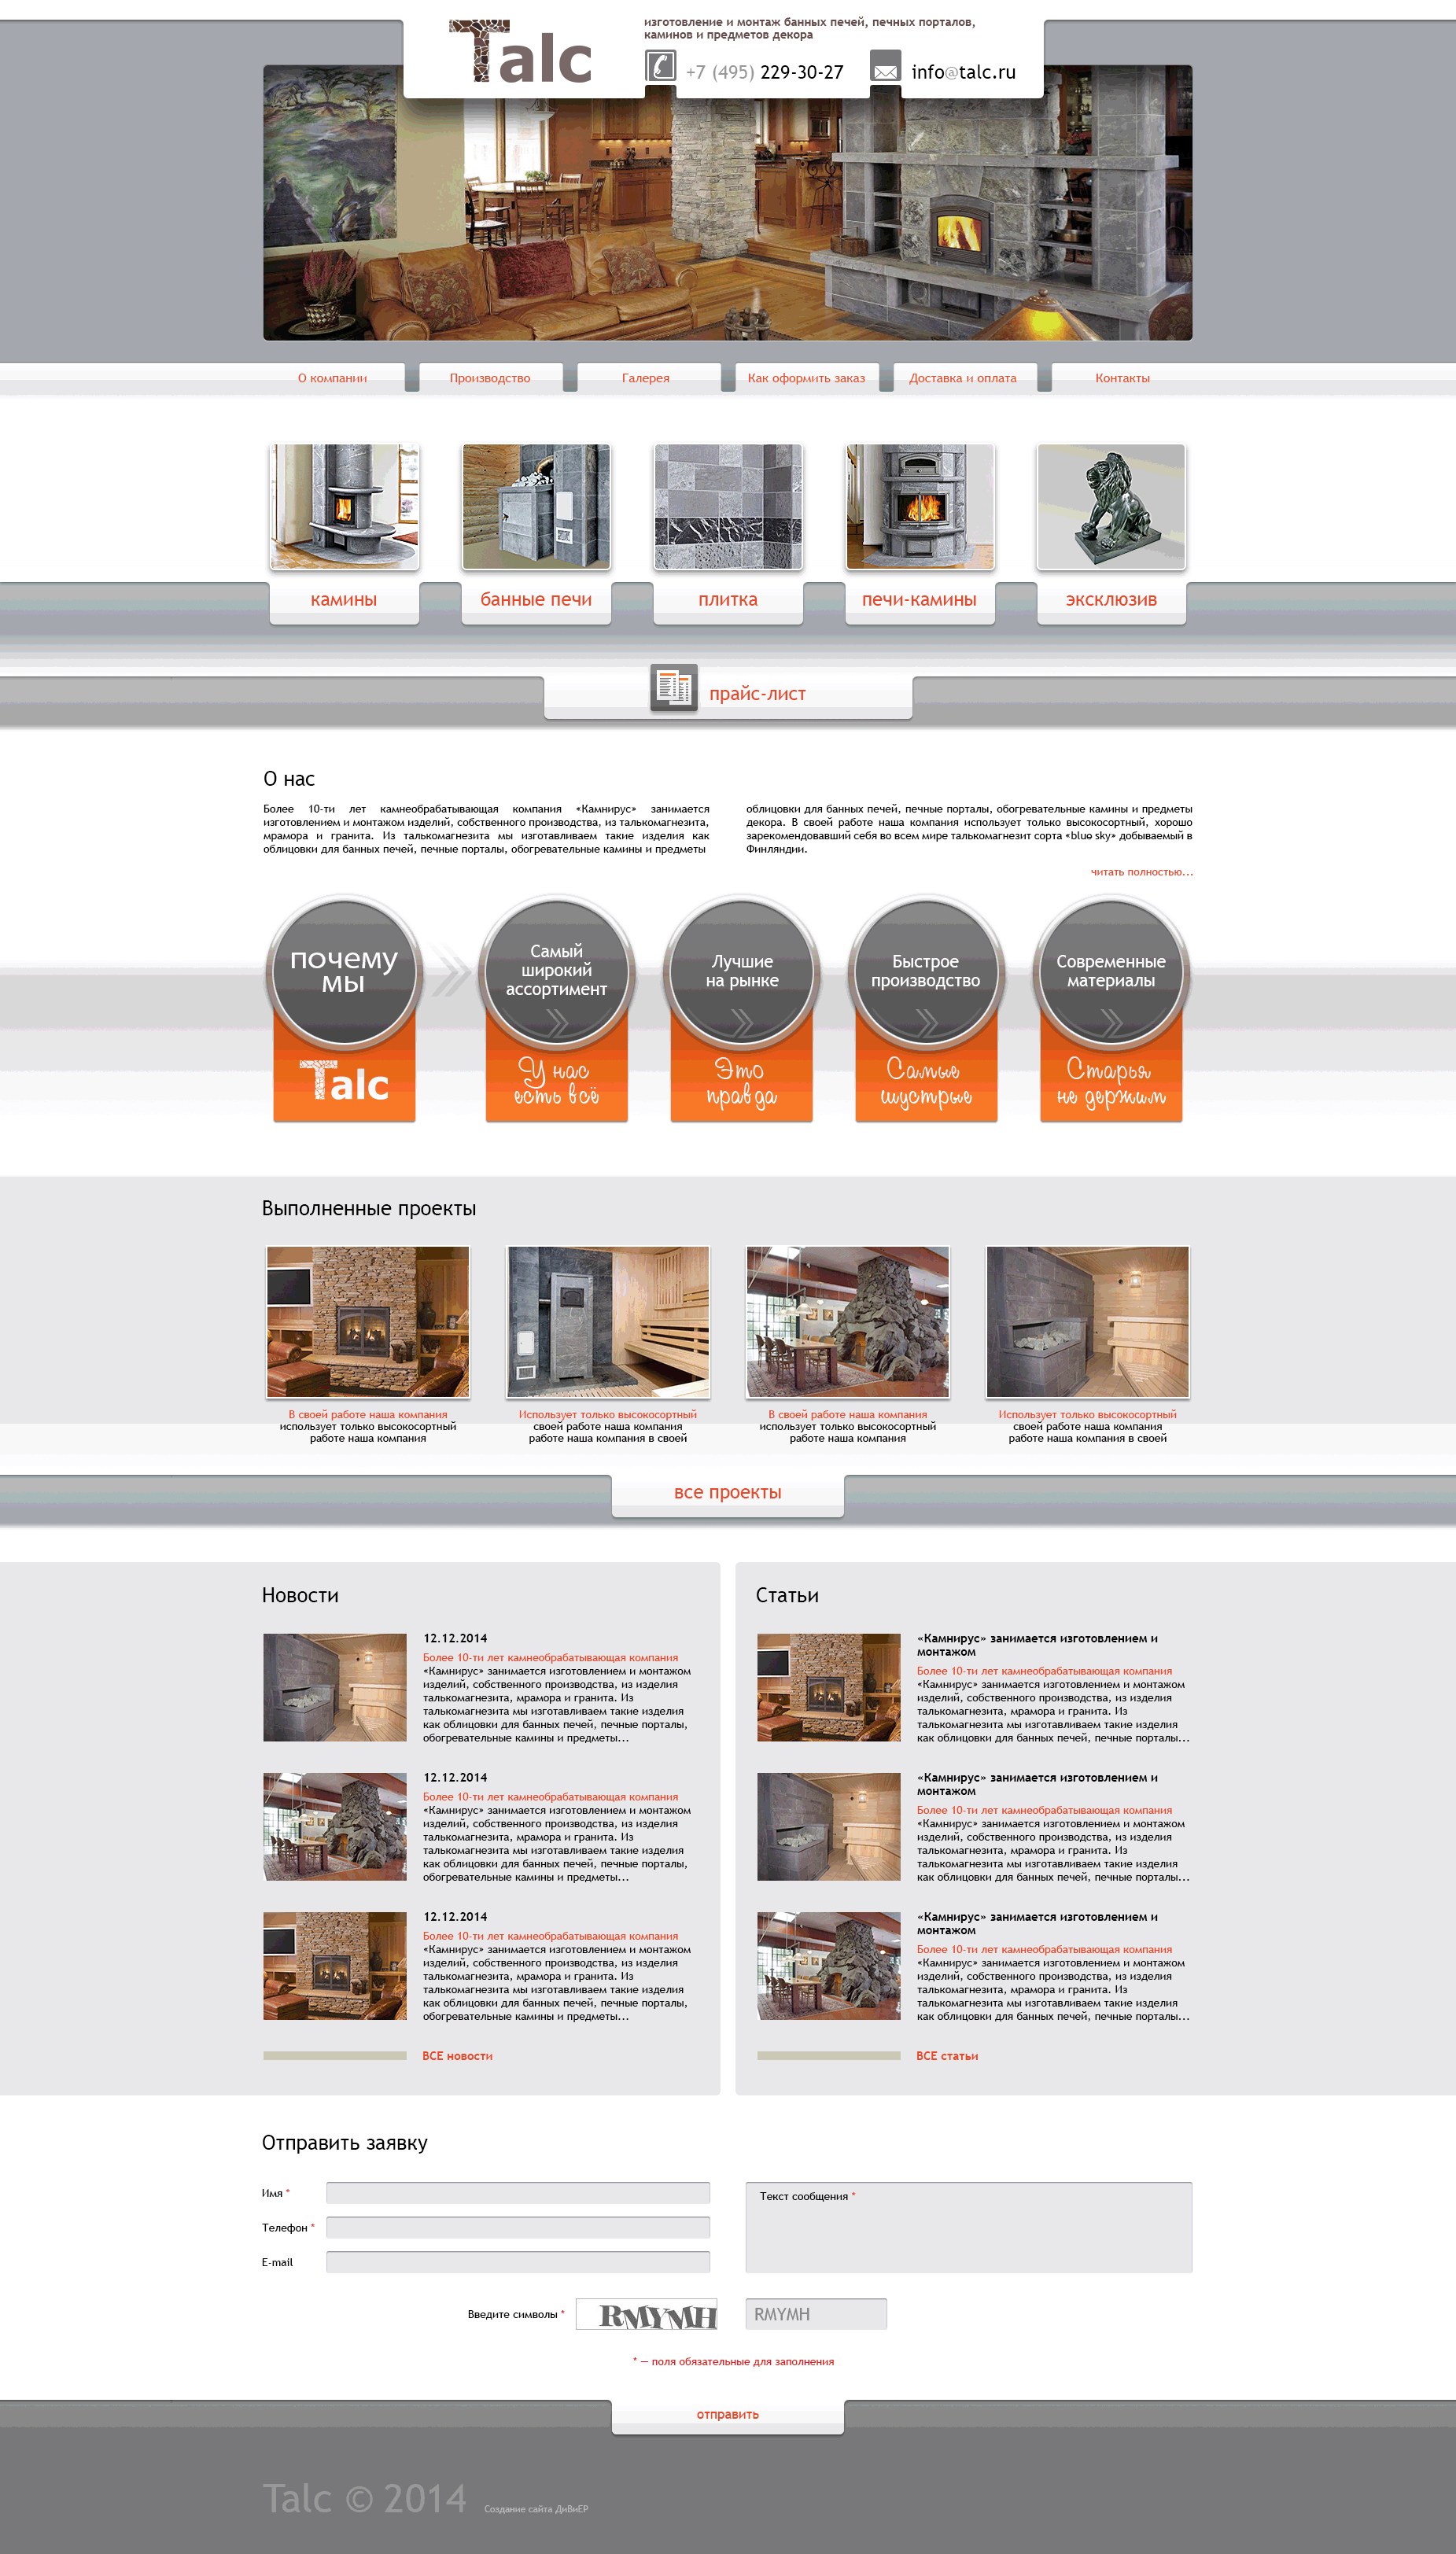 Talc
изготовление и монтаж банных печей, печных порталов,
каминов и предметов декора
+7 (495) 229-30-27
info@talc.ru
О компании
Производство
Галерея
Как оформить заказ
Доставка и оплата
Контакты
камины
банные печи
плитка
печи-камины
эксклюзив
прайс-лист
О нас
Более 10-ти лет камнеобрабатывающая компания «Камнирус» занимается
изготовлением и монтажом изделий, собственного производства, из талькомагнезита,
мрамора и гранита. Из талькомагнезита мы изготавливаем такие изделия как
облицовки для банных печей, печные порталы, обогревательные камины и предметы
облицовки для банных печей, печные порталы, обогревательные камины и предметы
декора. В своей работе наша компания использует только высокосортный, хорошо
зарекомендовавший себя во всем мире талькомагнезит сорта «blue sky» добываемый в
Финляндии.
читать полностью...
почему
мы
Talc
Самый
широкий
ассортимент
У нас
есть всё
Лучшие
на рынке
Это
правда
Быстрое
производство
Самые
шустрые
Современные
материалы
Старья
не держим
Выполненные проекты
В своей работе наша компания
использует только высокосортный
работе наша компания
Использует только высокосортный
своей работе наша компания
работе наша компания в своей
В своей работе наша компания
использует только высокосортный
работе наша компания
Использует только высокосортный
своей работе наша компания
работе наша компания в своей
все проекты
Новости
12.12.2014
Более 10-ти лет камнеобрабатывающая компания
«Камнирус» занимается изготовлением и монтажом
изделий, собственного производства, из изделия
талькомагнезита, мрамора и гранита. Из
талькомагнезита мы изготавливаем такие изделия
как облицовки для банных печей, печные порталы,
обогревательные камины и предметы...
12.12.2014
Более 10-ти лет камнеобрабатывающая компания
«Камнирус» занимается изготовлением и монтажом
изделий, собственного производства, из изделия
талькомагнезита, мрамора и гранита. Из
талькомагнезита мы изготавливаем такие изделия
как облицовки для банных печей, печные порталы,
обогревательные камины и предметы...
12.12.2014
Более 10-ти лет камнеобрабатывающая компания
«Камнирус» занимается изготовлением и монтажом
изделий, собственного производства, из изделия
талькомагнезита, мрамора и гранита. Из
талькомагнезита мы изготавливаем такие изделия
как облицовки для банных печей, печные порталы,
обогревательные камины и предметы...
ВСЕ новости
Статьи
«Камнирус» занимается изготовлением и
монтажом
Более 10-ти лет камнеобрабатывающая компания
«Камнирус» занимается изготовлением и монтажом
изделий, собственного производства, из изделия
талькомагнезита, мрамора и гранита. Из
талькомагнезита мы изготавливаем такие изделия
как облицовки для банных печей, печные порталы...
«Камнирус» занимается изготовлением и
монтажом
Более 10-ти лет камнеобрабатывающая компания
«Камнирус» занимается изготовлением и монтажом
изделий, собственного производства, из изделия
талькомагнезита, мрамора и гранита. Из
талькомагнезита мы изготавливаем такие изделия
как облицовки для банных печей, печные порталы...
«Камнирус» занимается изготовлением и
монтажом
Более 10-ти лет камнеобрабатывающая компания
«Камнирус» занимается изготовлением и монтажом
изделий, собственного производства, из изделия
талькомагнезита, мрамора и гранита. Из
талькомагнезита мы изготавливаем такие изделия
как облицовки для банных печей, печные порталы...
ВСЕ статьи
Отправить заявку
Имя *
Телефон *
E-mail
Текст сообщения *
Введите символы *
RMYMH
RMYMH
* — поля обязательные для заполнения
отправить
Talc © 2014
Создание сайта ДиВиЕР